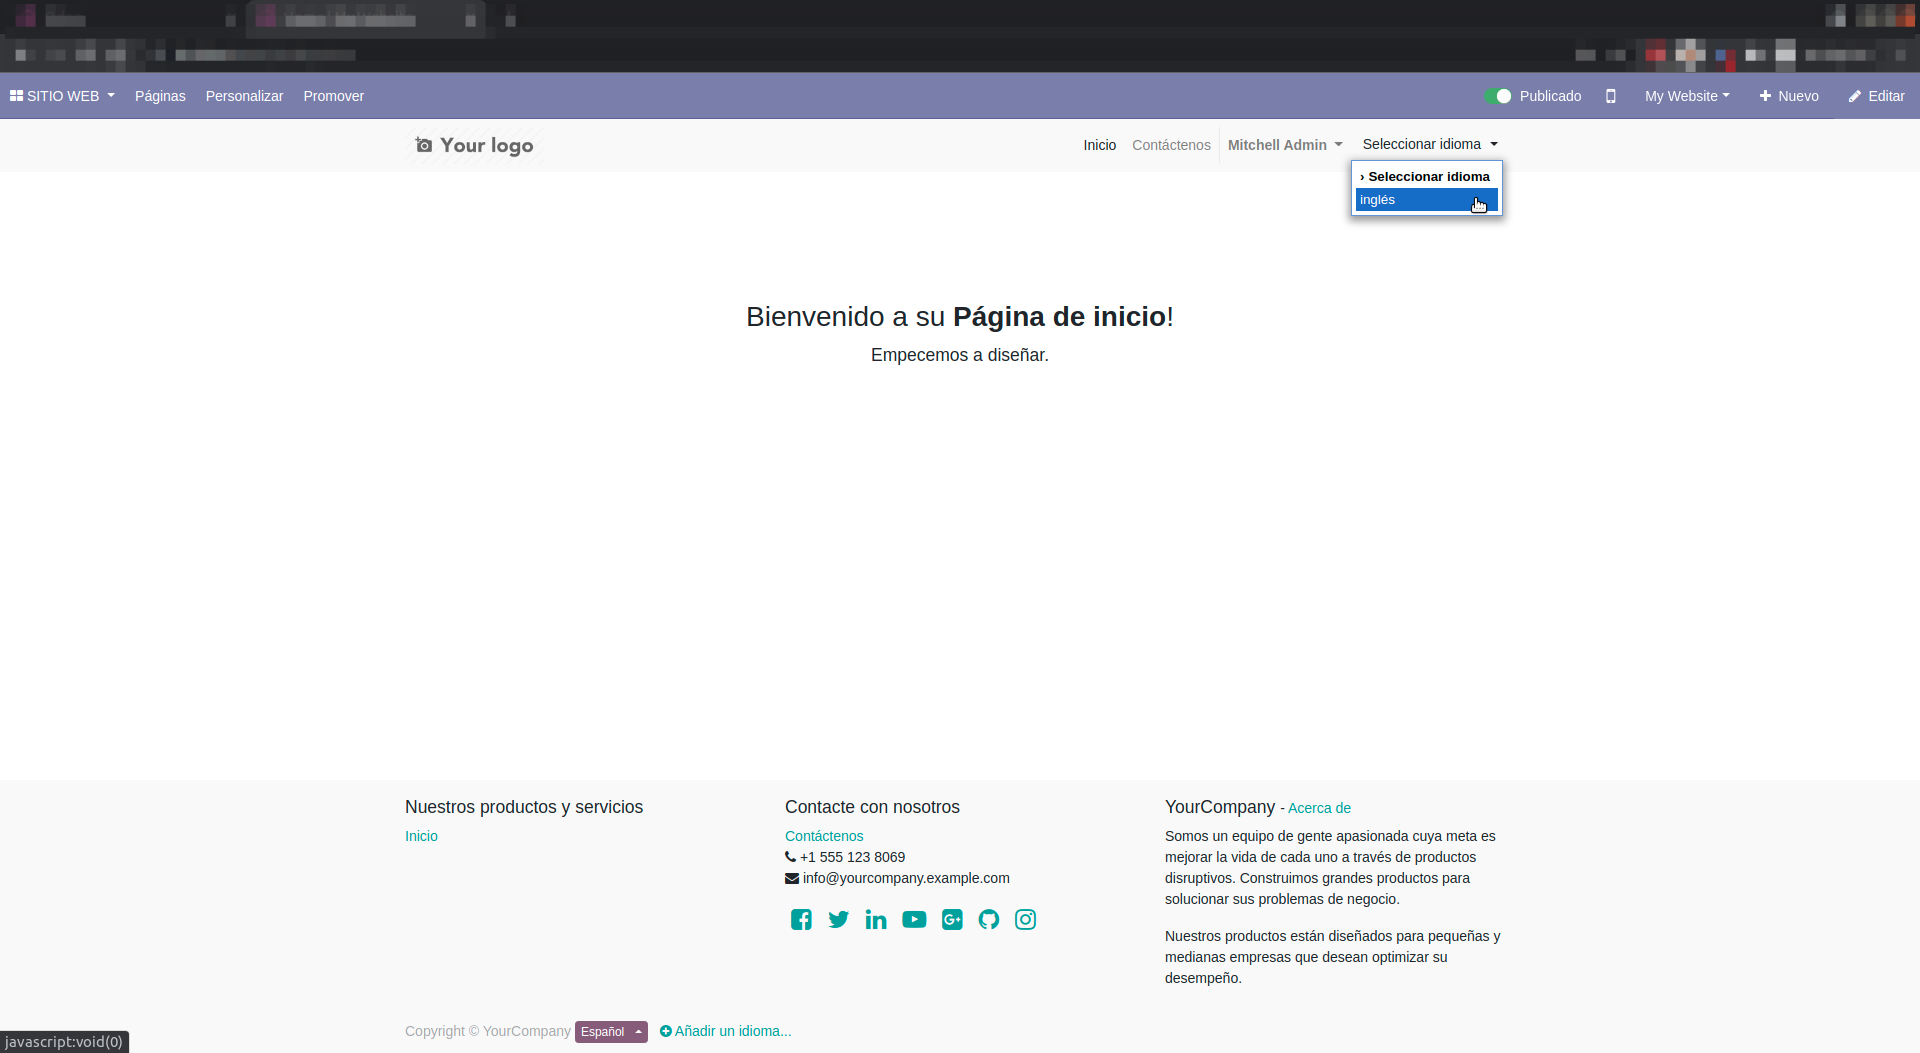 SITIO WEB Páginas Personalizar Promover Publicado My Website Nuevo Editar
Your logo Inicio Contáctenos Mitchell Admin Seleccionar idioma
› Seleccionar idioma
inglés
Bienvenido a su Página de inicio!
Empecemos a diseñar.
Nuestros productos y servicios
Inicio
Contacte con nosotros
Contáctenos
+1 555 123 8069
info@yourcompany.example.com
YourCompany - Acerca de
Somos un equipo de gente apasionada cuya meta es
mejorar la vida de cada uno a través de productos
disruptivos. Construimos grandes productos para
solucionar sus problemas de negocio.
Nuestros productos están diseñados para pequeñas y
medianas empresas que desean optimizar su
desempeño.
Copyright © YourCompany Español Añadir un idioma...
javascript:void(0)